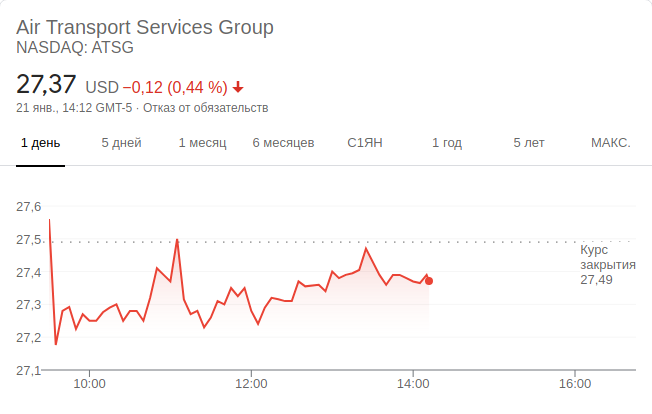 Air Transport Services Group
NASDAQ: ATSG
27,37 USD −0,12 (0,44 %)
21 янв., 14:12 GMT-5 · Отказ от обязательств
1 день 5 дней 1 месяц 6 месяцев С1ЯН 1 год 5 лет МАКС.
27,6
27,5
Курс
закрытия
27,49
27,4
27,3
27,2
27,1
10:00 12:00 14:00 16:00